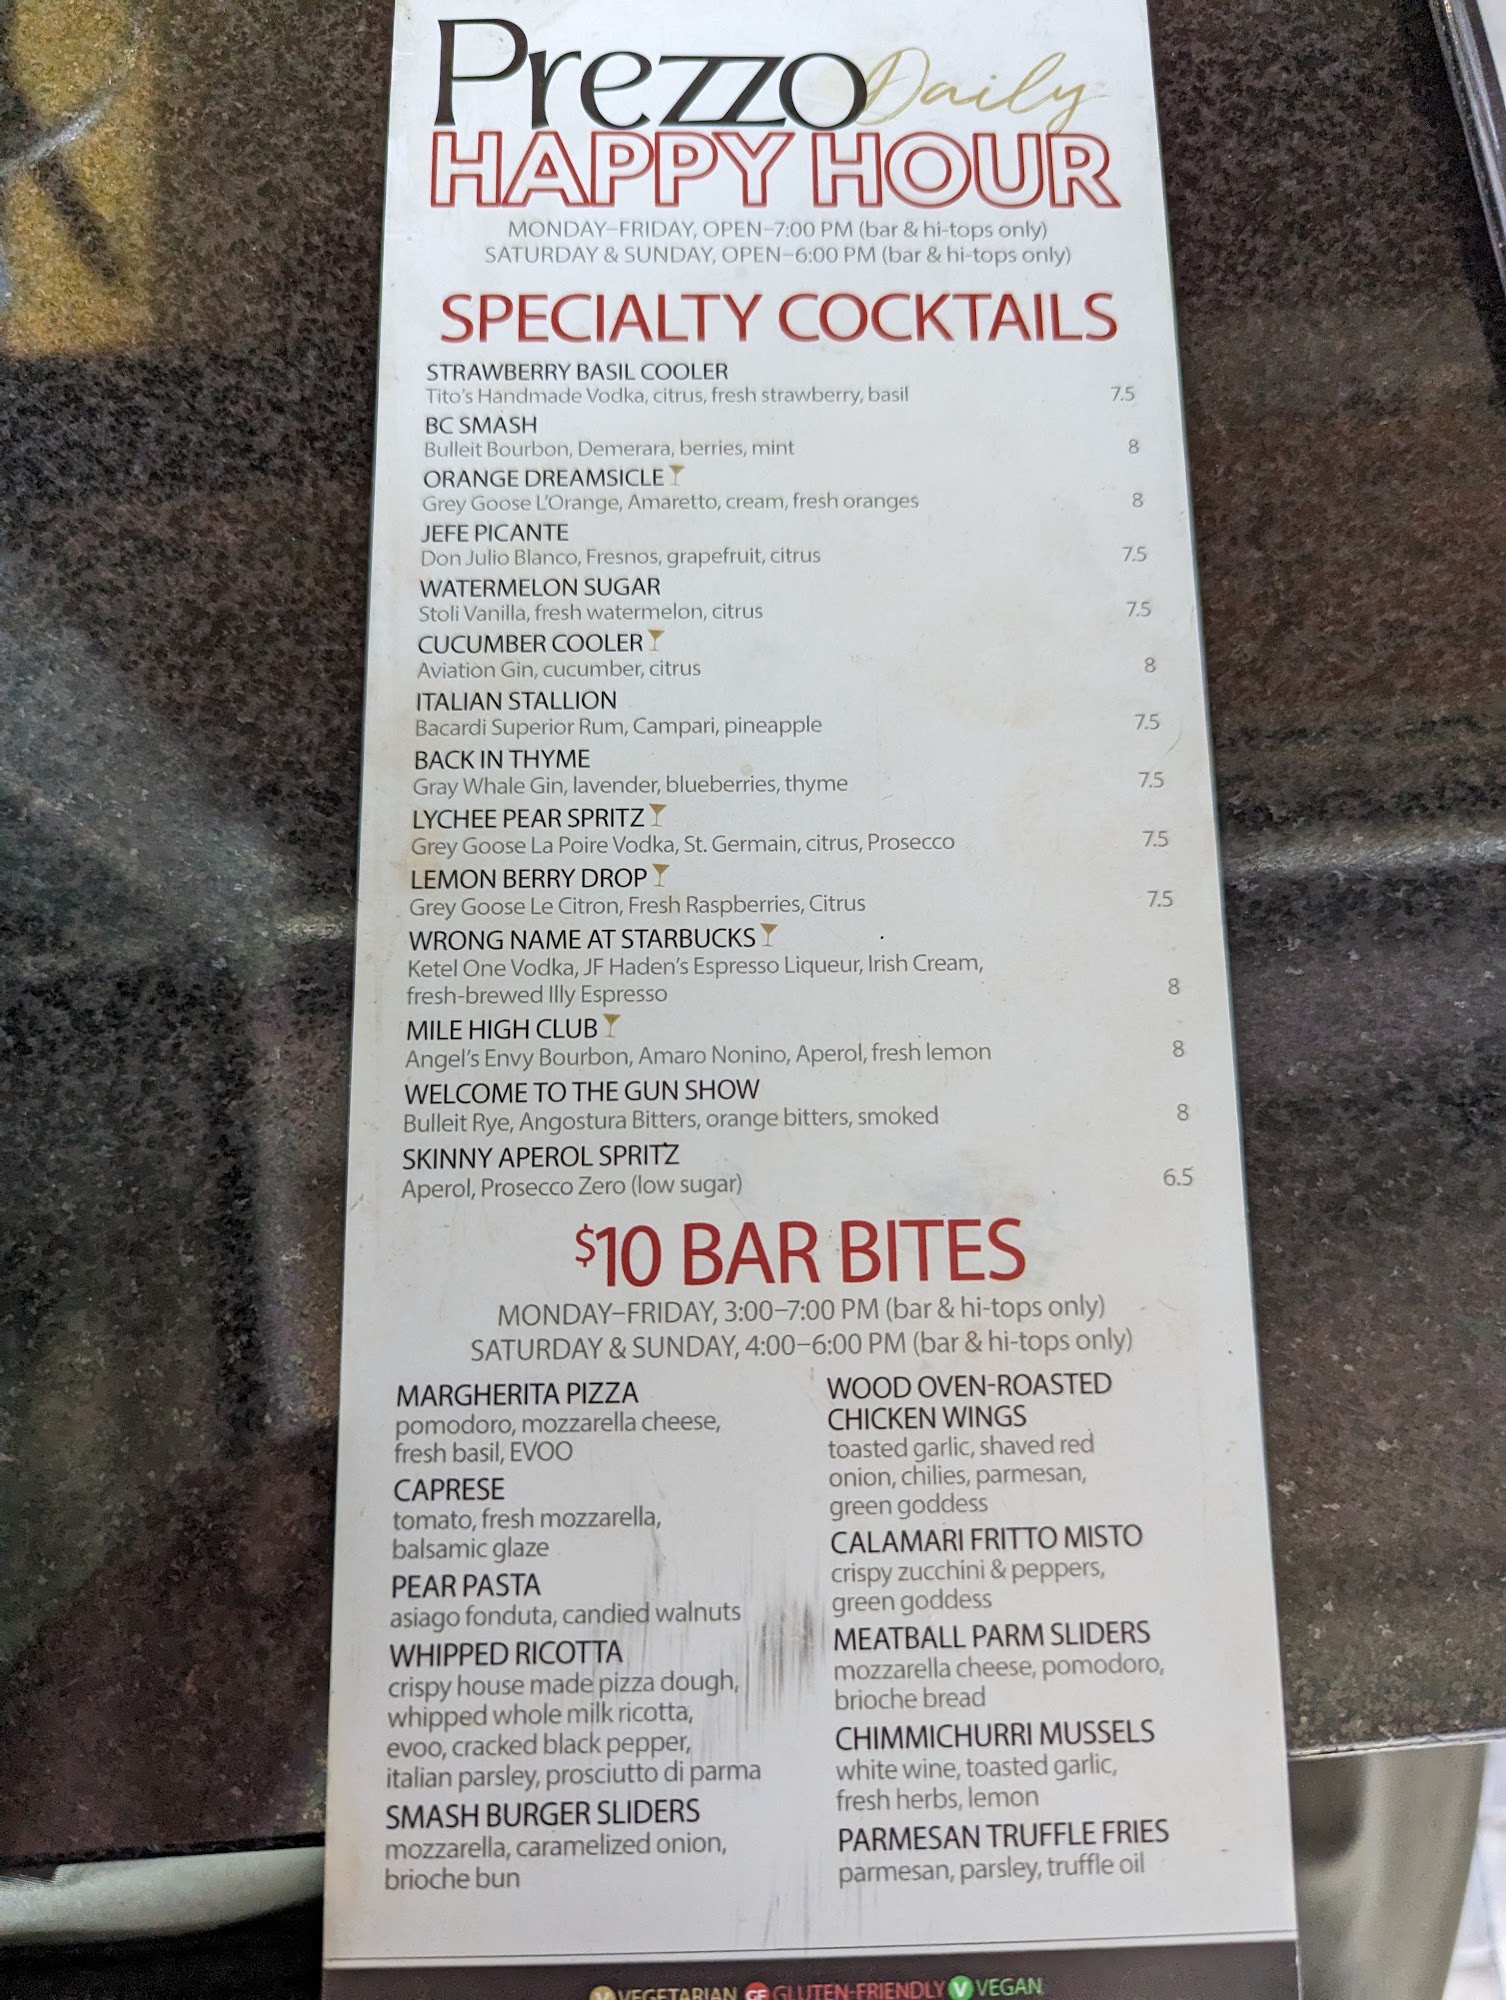 Prezzo Daily
HAPPY HOUR
MONDAY–FRIDAY, OPEN–7:00 PM (bar & hi-tops only)
SATURDAY & SUNDAY, OPEN–6:00 PM (bar & hi-tops only)
SPECIALTY COCKTAILS
STRAWBERRY BASIL COOLER
Tito's Handmade Vodka, citrus, fresh strawberry, basil 7.5
BC SMASH
Bulleit Bourbon, Demerara, berries, mint 8
ORANGE DREAMSICLE
Grey Goose L'Orange, Amaretto, cream, fresh oranges 8
JEFE PICANTE
Don Julio Blanco, Fresnos, grapefruit, citrus 7.5
WATERMELON SUGAR
Stoli Vanilla, fresh watermelon, citrus 7.5
CUCUMBER COOLER
Aviation Gin, cucumber, citrus 8
ITALIAN STALLION
Bacardi Superior Rum, Campari, pineapple 7.5
BACK IN THYME
Gray Whale Gin, lavender, blueberries, thyme 7.5
LYCHEE PEAR SPRITZ
Grey Goose La Poire Vodka, St. Germain, citrus, Prosecco 7.5
LEMON BERRY DROP
Grey Goose Le Citron, Fresh Raspberries, Citrus 7.5
WRONG NAME AT STARBUCKS
Ketel One Vodka, JF Haden's Espresso Liqueur, Irish Cream,
fresh-brewed Illy Espresso 8
MILE HIGH CLUB
Angel's Envy Bourbon, Amaro Nonino, Aperol, fresh lemon 8
WELCOME TO THE GUN SHOW
Bulleit Rye, Angostura Bitters, orange bitters, smoked 8
SKINNY APEROL SPRITZ
Aperol, Prosecco Zero (low sugar) 6.5
$10 BAR BITES
MONDAY–FRIDAY, 3:00–7:00 PM (bar & hi-tops only)
SATURDAY & SUNDAY, 4:00–6:00 PM (bar & hi-tops only)
MARGHERITA PIZZA
pomodoro, mozzarella cheese,
fresh basil, EVOO
CAPRESE
tomato, fresh mozzarella,
balsamic glaze
PEAR PASTA
asiago fonduta, candied walnuts
WHIPPED RICOTTA
crispy house made pizza dough,
whipped whole milk ricotta,
evoo, cracked black pepper,
italian parsley, prosciutto di parma
SMASH BURGER SLIDERS
mozzarella, caramelized onion,
brioche bun
WOOD OVEN-ROASTED
CHICKEN WINGS
toasted garlic, shaved red
onion, chilies, parmesan,
green goddess
CALAMARI FRITTO MISTO
crispy zucchini & peppers,
green goddess
MEATBALL PARM SLIDERS
mozzarella cheese, pomodoro,
brioche bread
CHIMMICHURRI MUSSELS
white wine, toasted garlic,
fresh herbs, lemon
PARMESAN TRUFFLE FRIES
parmesan, parsley, truffle oil
V VEGETARIAN GF GLUTEN-FRIENDLY V VEGAN